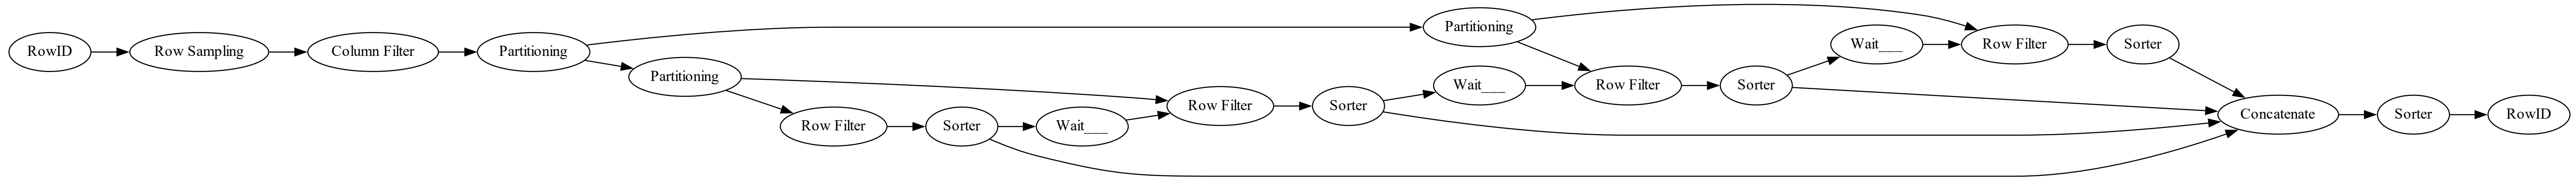 RowID
Row Sampling
Column Filter
Partitioning
Partitioning
Partitioning
Row Filter
Sorter
Wait___
Row Filter
Sorter
Wait___
Row Filter
Sorter
Wait___
Row Filter
Sorter
Concatenate
Sorter
RowID